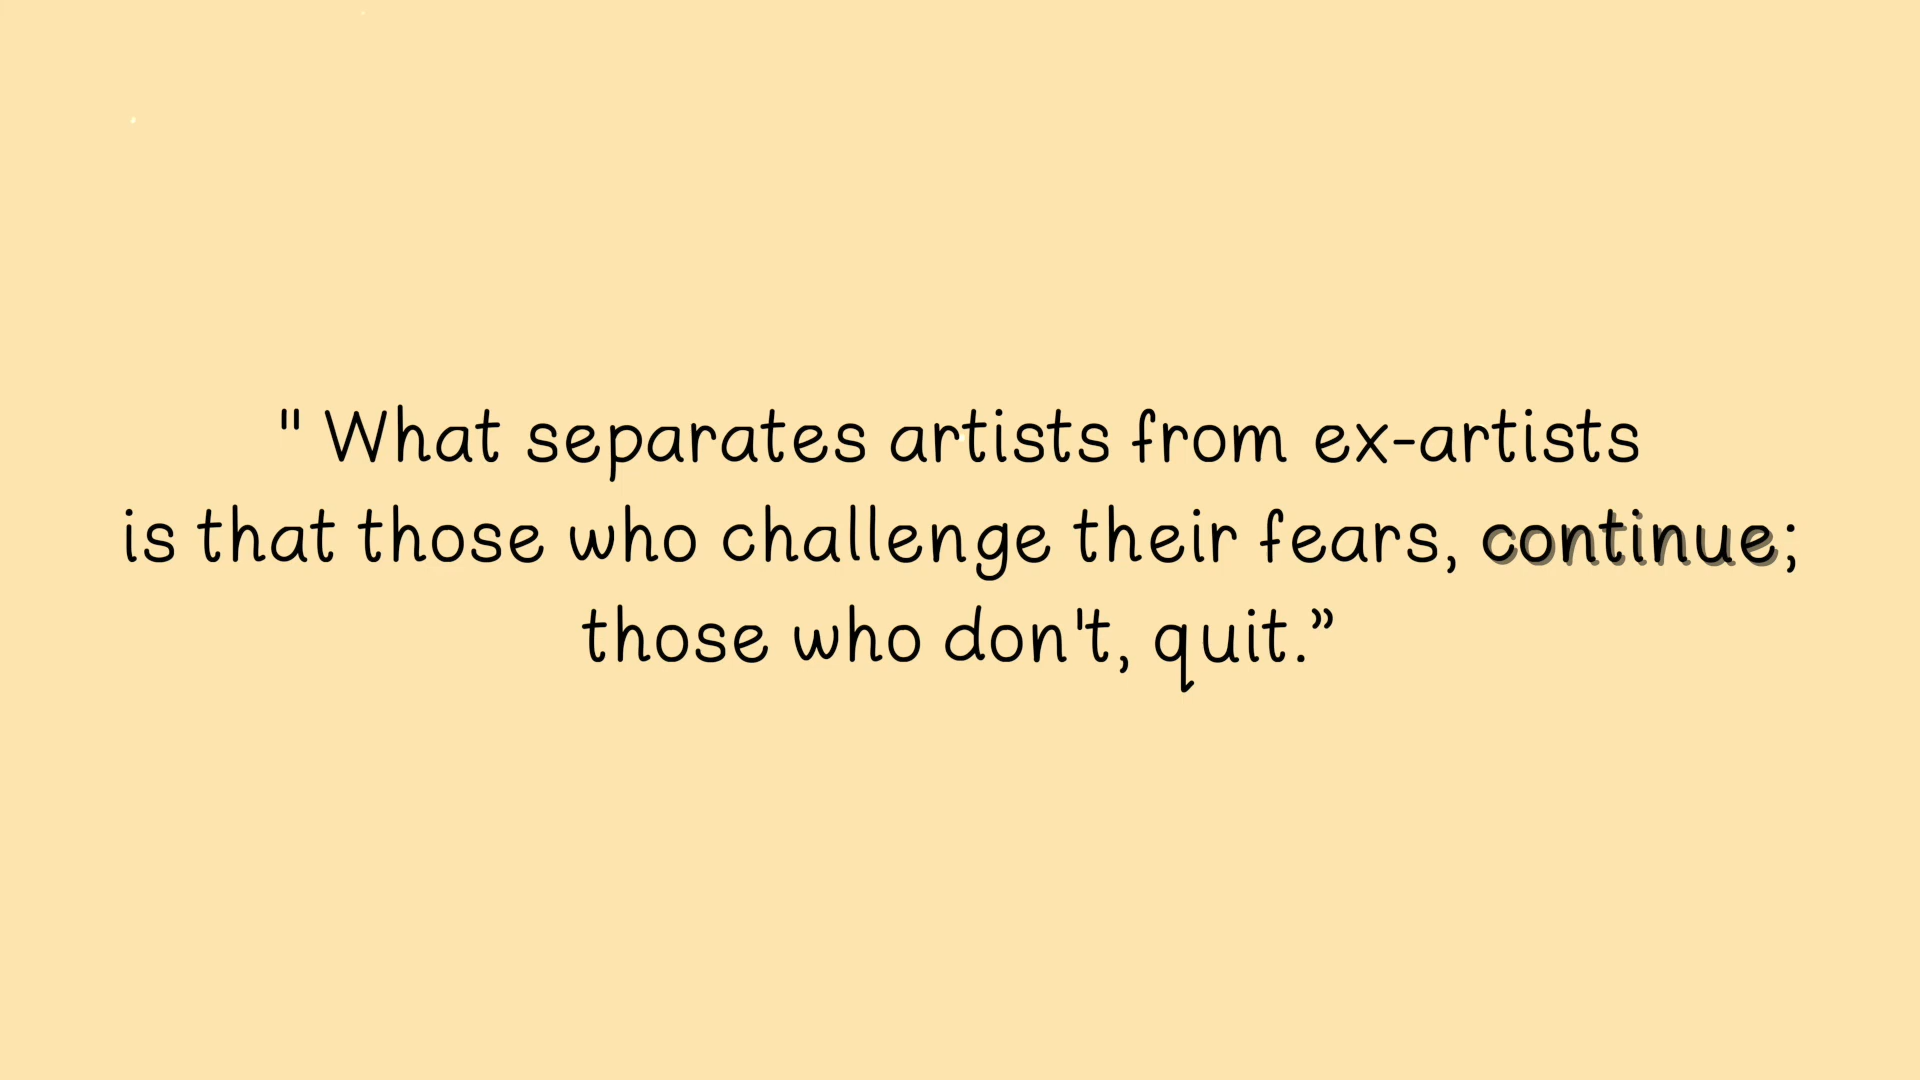 " What separates artists from ex-artists
is that those who challenge their fears, continue;
those who don't, quit.”